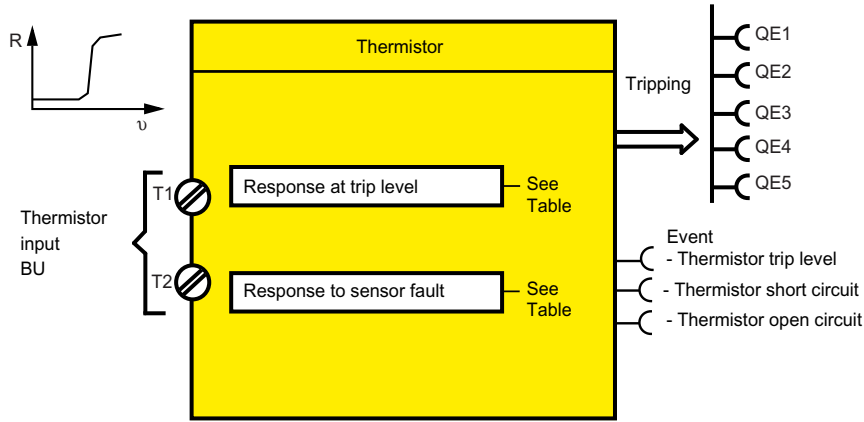 R
υ
Thermistor
Tripping
QE1
QE2
QE3
QE4
QE5
Thermistor
input
BU
T1
T2
Response at trip level
See
Table
Response to sensor fault
See
Table
Event
- Thermistor trip level
- Thermistor short circuit
- Thermistor open circuit